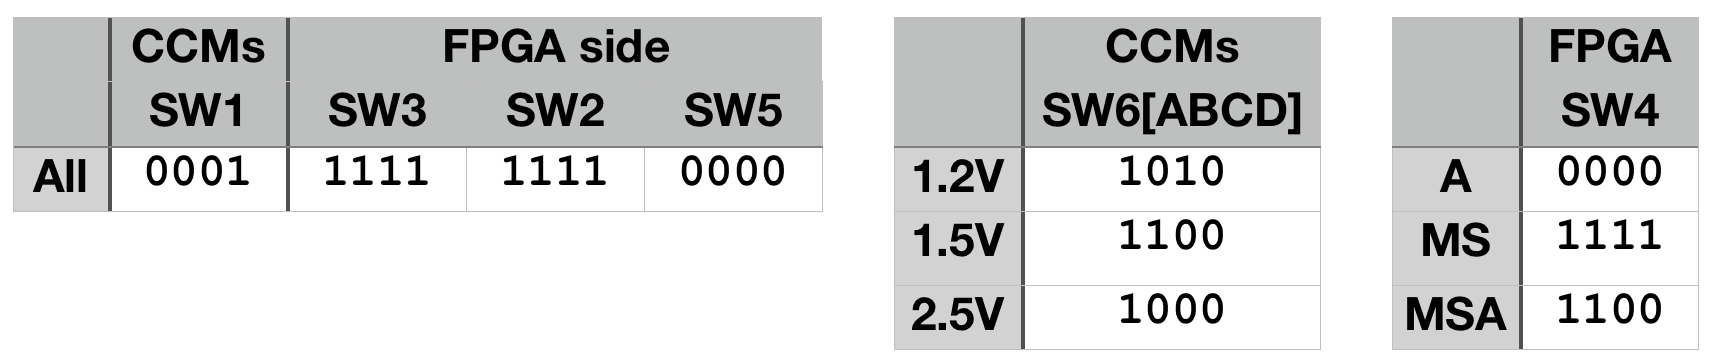 CCMs FPGA side
SW1 SW3 SW2 SW5
All 0001 1111 1111 0000
CCMs
SW6[ABCD]
1.2V 1010
1.5V 1100
2.5V 1000
FPGA
SW4
A 0000
MS 1111
MSA 1100